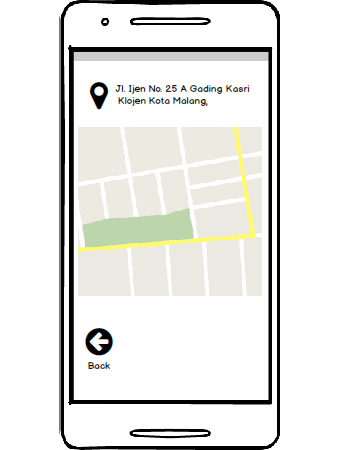 Jl. Ijen No. 25 A Gading Kasri
Klojen Kota Malang,
Back